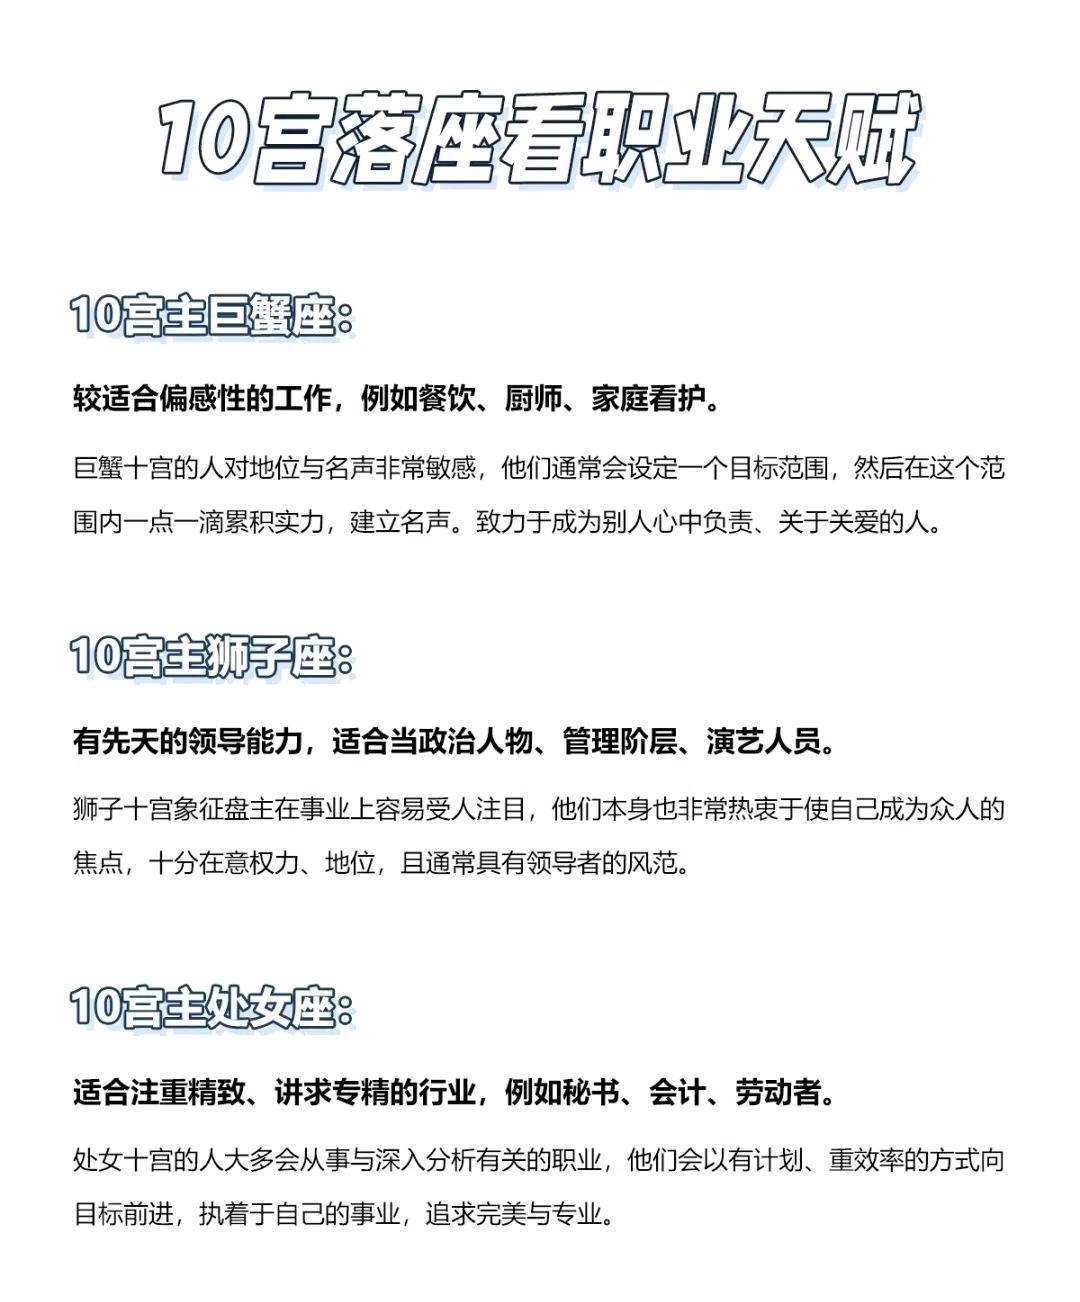 10宫落座看职业天赋
10宫主巨蟹座：
较适合偏感性的工作，例如餐饮、厨师、家庭看护。
巨蟹十宫的人对地位与名声非常敏感，他们通常会设定一个目标范围，然后在这个范
围内一点一滴累积实力，建立名声。致力于成为别人心中负责、关于关爱的人。
10宫主狮子座：
有先天的领导能力，适合当政治人物、管理阶层、演艺人员。
狮子十宫象征盘主在事业上容易受人注目，他们本身也非常热衷于使自己成为众人的
焦点，十分在意权力、地位，且通常具有领导者的风范。
10宫主处女座：
适合注重精致、讲求专精的行业，例如秘书、会计、劳动者。
处女十宫的人大多会从事与深入分析有关的职业，他们会以有计划、重效率的方式向
目标前进，执着于自己的事业，追求完美与专业。